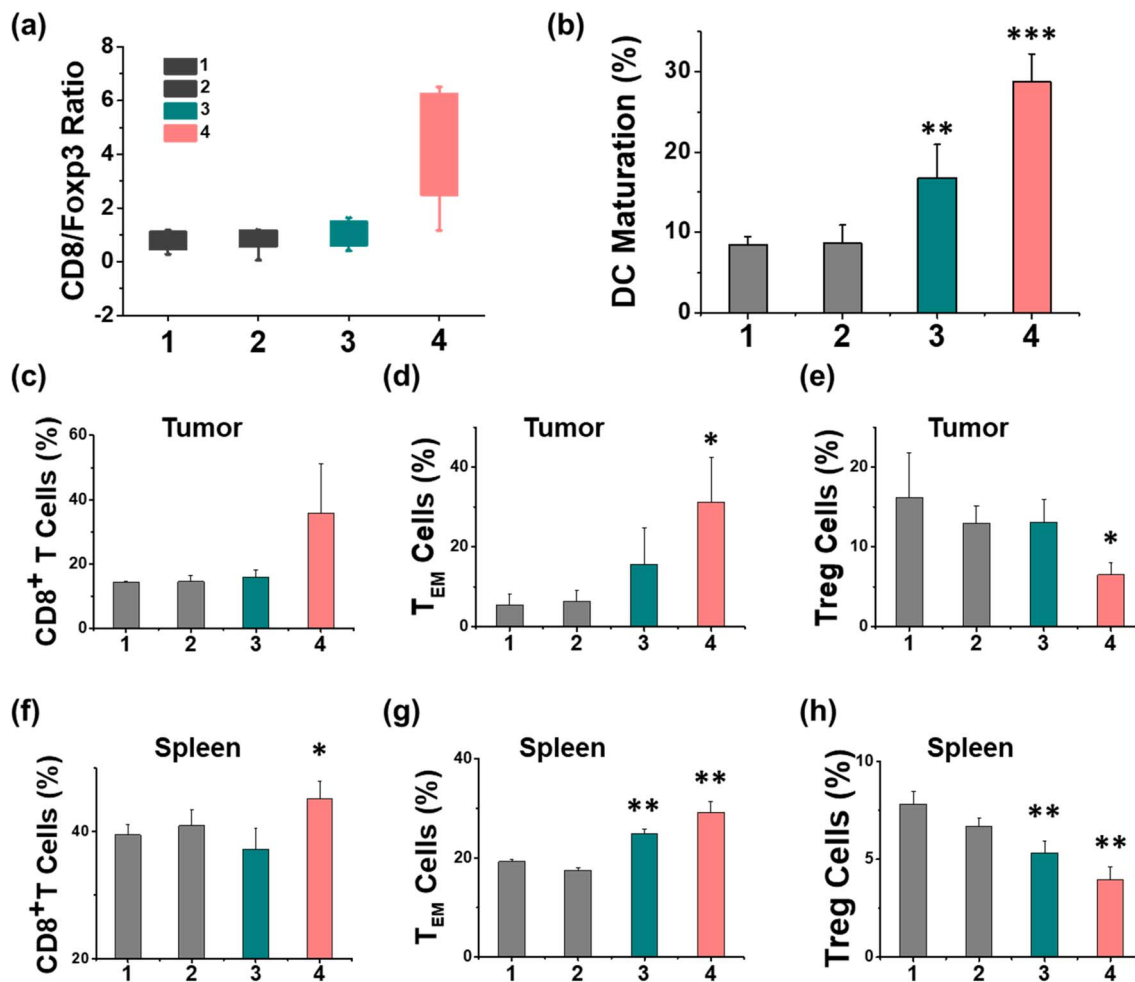 (a)
8
6
4
2
0
-2
CD8/Foxp3 Ratio
1
2
3
4
1 2 3 4
(b)
30
20
10
0
DC Maturation (%)
**
***
1 2 3 4
(c)
Tumor
60
40
20
0
CD8+ T Cells (%)
1 2 3 4
(d)
Tumor
40
20
0
TEM Cells (%)
*
1 2 3 4
(e)
Tumor
20
10
0
Treg Cells (%)
*
1 2 3 4
(f)
Spleen
40
20
CD8+T Cells (%)
*
1 2 3 4
(g)
Spleen
40
20
0
TEM Cells (%)
**
**
1 2 3 4
(h)
Spleen
10
5
0
Treg Cells (%)
**
**
1 2 3 4